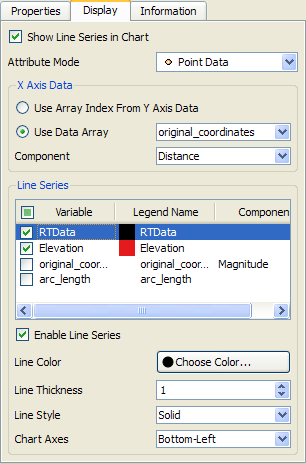 Properties Display Information
Show Line Series in Chart
Attribute Mode Point Data
X Axis Data
Use Array Index From Y Axis Data
Use Data Array original_coordinates
Component Distance
Line Series
Variable Legend Name Componen
RTData RTData
Elevation Elevation
original_coor... original_coor... Magnitude
arc_length arc_length
Enable Line Series
Line Color Choose Color...
Line Thickness 1
Line Style Solid
Chart Axes Bottom-Left